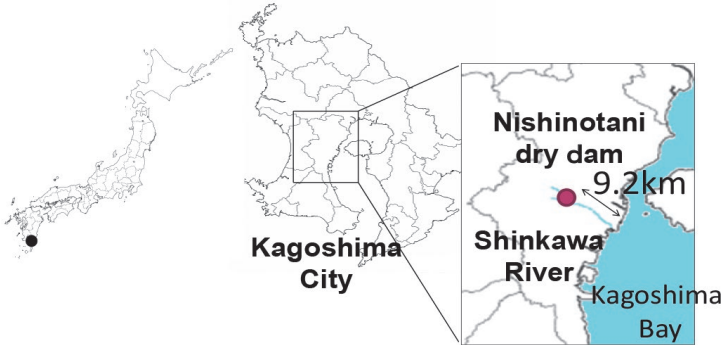 Kagoshima
City
Nishinotani
dry dam
9.2km
Shinkawa
River
Kagoshima
Bay